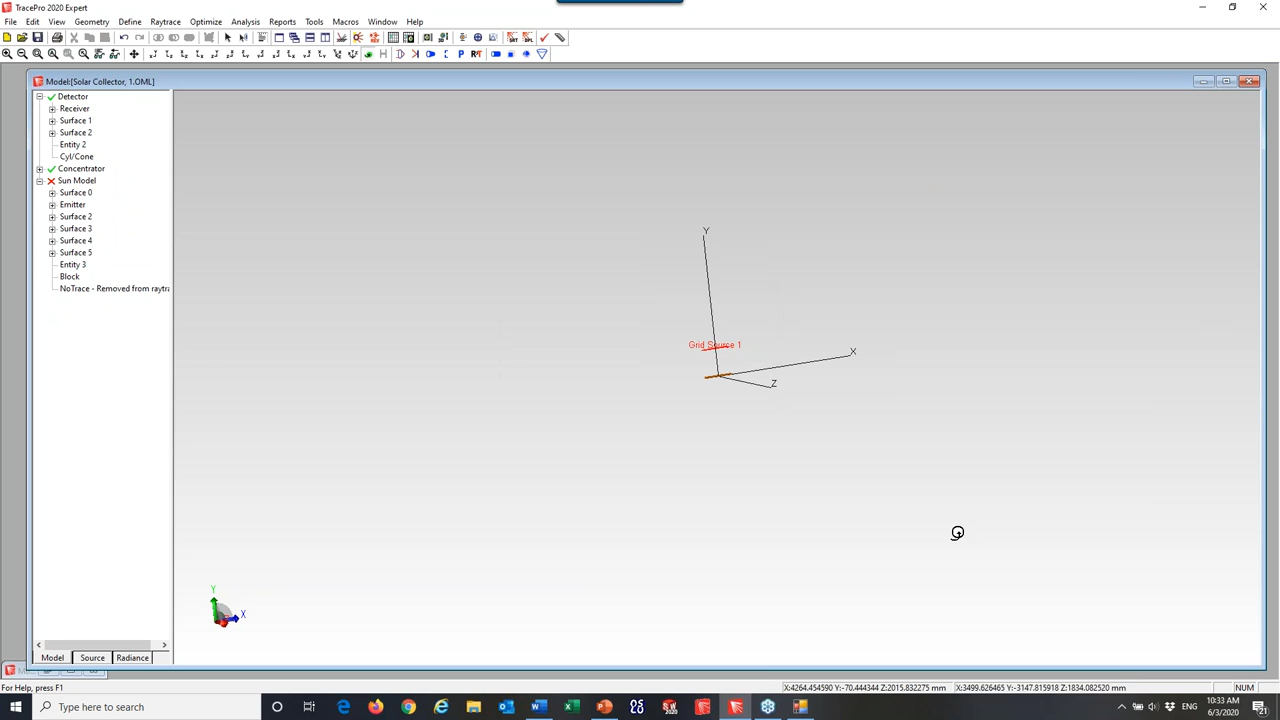 TracePro 2020 Expert
File Edit View Geometry Define Raytrace Optimize Analysis Reports Tools Macros Window Help
Model:[Solar Collector, 1.OML]
Detector
Receiver
Surface 1
Surface 2
Entity 2
Cyl/Cone
Concentrator
Sun Model
Surface 0
Emitter
Surface 2
Surface 3
Surface 4
Surface 5
Entity 3
Block
NoTrace - Removed from raytra
Y
Grid Source 1
X
Z
Y
X
Model Source Radiance
For Help, press F1
X:4264.454590 Y:-70.444344 Z:2015.832275 mm
X:3499.626465 Y:-3147.815918 Z:1834.082520 mm
NUM
Type here to search
ENG
10:33 AM
6/3/2020